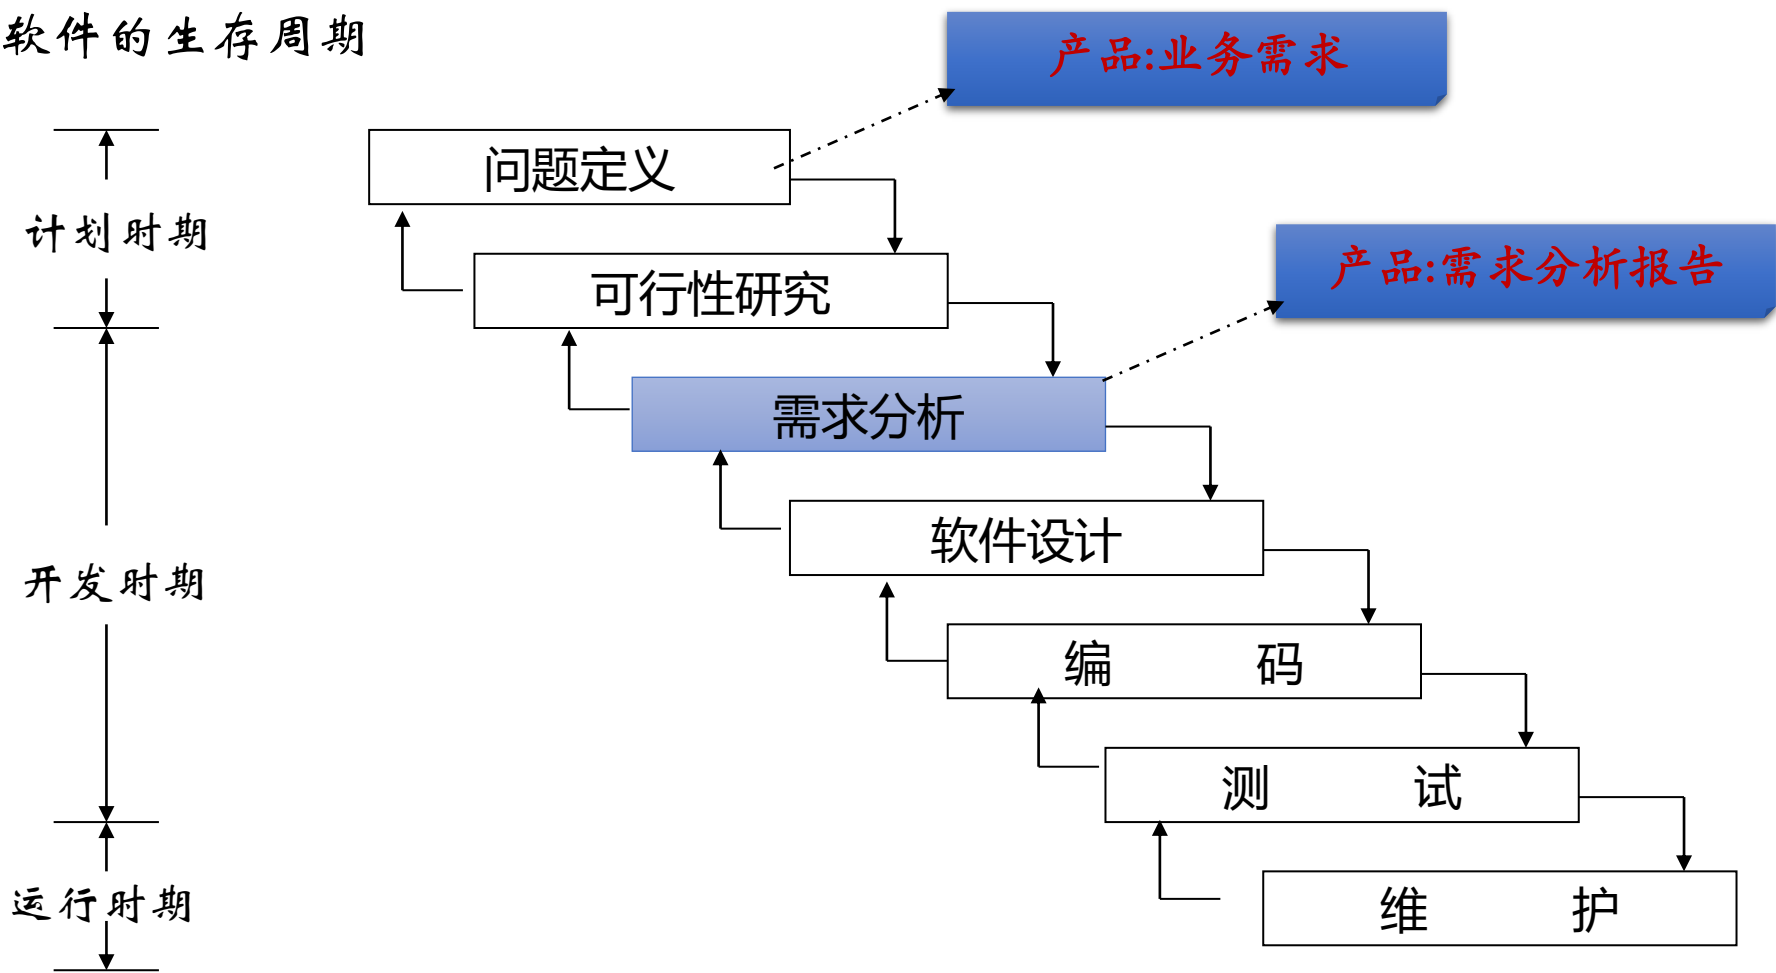 软件的生存周期
产品:业务需求
问题定义
计划时期
产品:需求分析报告
可行性研究
需求分析
软件设计
开发时期
编 码
测 试
运行时期
维 护